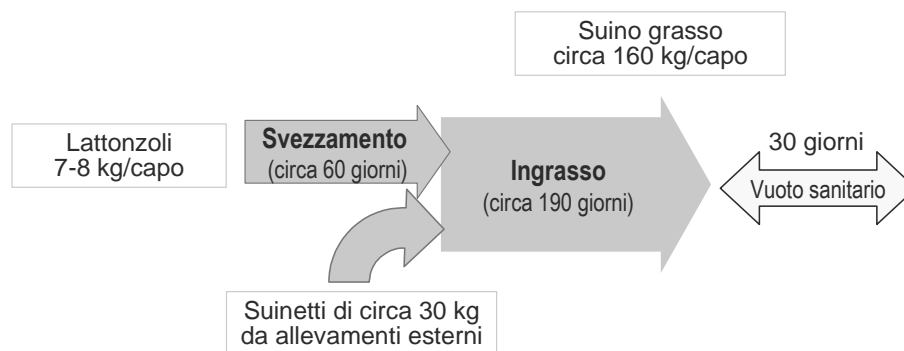 Suino grasso
circa 160 kg/capo
Lattonzoli
7-8 kg/capo
Svezzamento
(circa 60 giorni)
Ingrasso
(circa 190 giorni)
30 giorni
Vuoto sanitario
Suinetti di circa 30 kg
da allevamenti esterni